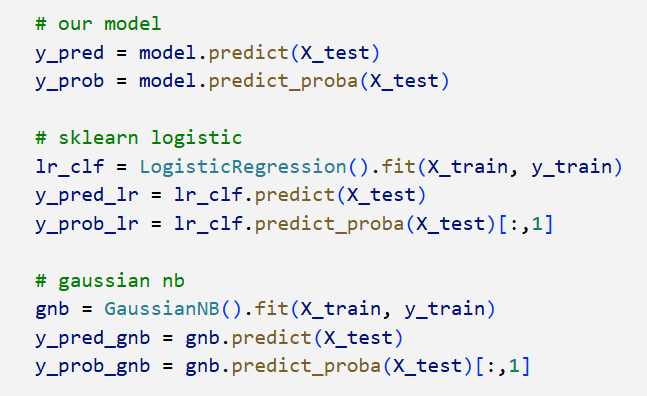 # our model
y_pred = model.predict(X_test)
y_prob = model.predict_proba(X_test)

# sklearn logistic
lr_clf = LogisticRegression().fit(X_train, y_train)
y_pred_lr = lr_clf.predict(X_test)
y_prob_lr = lr_clf.predict_proba(X_test)[:,1]

# gaussian nb
gnb = GaussianNB().fit(X_train, y_train)
y_pred_gnb = gnb.predict(X_test)
y_prob_gnb = gnb.predict_proba(X_test)[:,1]